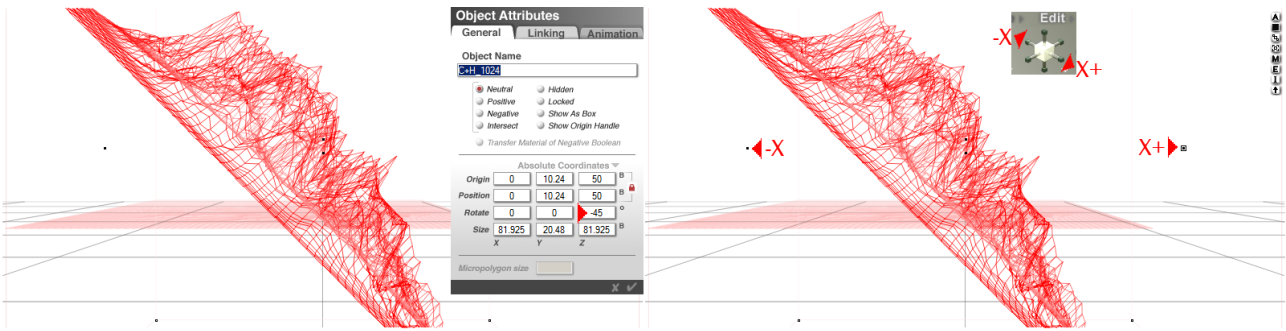 Object Attributes
General Linking Animation
Object Name
C+H_1024
Neutral Hidden
Positive Locked
Negative Show As Box
Intersect Show Origin Handle
Transfer Material of Negative Boolean
Absolute Coordinates
Origin 0 10.24 50 B
Position 0 10.24 50 B
Rotate 0 0 -45 o
Size 81.925 20.48 81.925 B
X Y Z
Micropolygon size
Edit
-X
X+
-X
X+
A
M
E
I